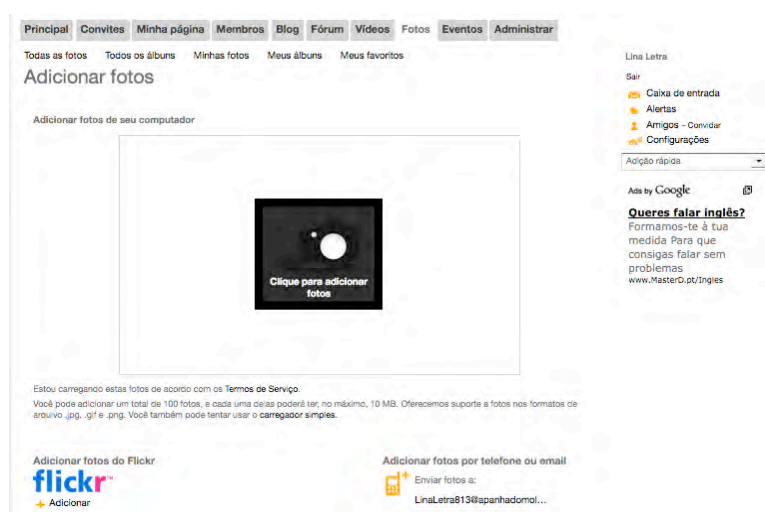 Principal Convites Minha página Membros Blog Fórum Vídeos Fotos Eventos Administrar
Todas as fotos Todos os álbuns Minhas fotos Meus álbuns Meus favoritos
Adicionar fotos
Adicionar fotos de seu computador
Clique para adicionar
fotos
Estou carregando estas fotos de acordo com os Termos de Serviço.
Você pode adicionar um total de 100 fotos, e cada uma delas poderá ter, no máximo, 10 MB. Oferecemos suporte a fotos nos formatos de
arquivo .jpg, .gif e .png. Você também pode tentar usar o carregador simples.
Adicionar fotos do Flickr
flickr™
Adicionar
Adicionar fotos por telefone ou email
Enviar fotos a:
LinaLetra813@apanhadomol...
Lina Letra
Sair
Caixa de entrada
Alertas
Amigos - Convidar
Configurações
Adição rápida
Ads by Google
Queres falar inglês?
Formamos-te à tua
medida Para que
consigas falar sem
problemas
www.MasterD.pt/Ingles